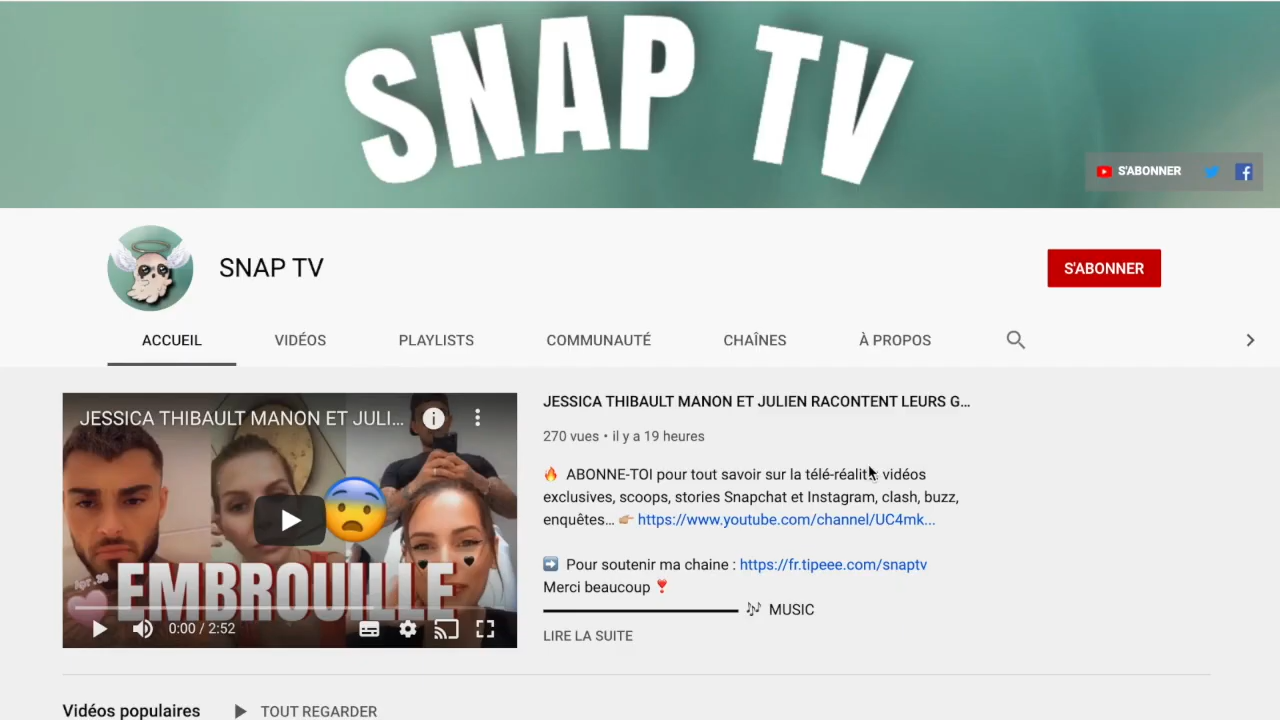 SNAP TV
S'ABONNER
SNAP TV
S'ABONNER
ACCUEIL VIDÉOS PLAYLISTS COMMUNAUTÉ CHAÎNES À PROPOS
JESSICA THIBAULT MANON ET JULI...
EMBROUILLE
0:00 / 2:52
JESSICA THIBAULT MANON ET JULIEN RACONTENT LEURS G...
270 vues • il y a 19 heures
🔥 ABONNE-TOI pour tout savoir sur la télé-réalité vidéos
exclusives, scoops, stories Snapchat et Instagram, clash, buzz,
enquêtes... 👉 https://www.youtube.com/channel/UC4mk...
➡️ Pour soutenir ma chaine : https://fr.tipeee.com/snaptv
Merci beaucoup ❣️
🎶 MUSIC
LIRE LA SUITE
Vidéos populaires TOUT REGARDER